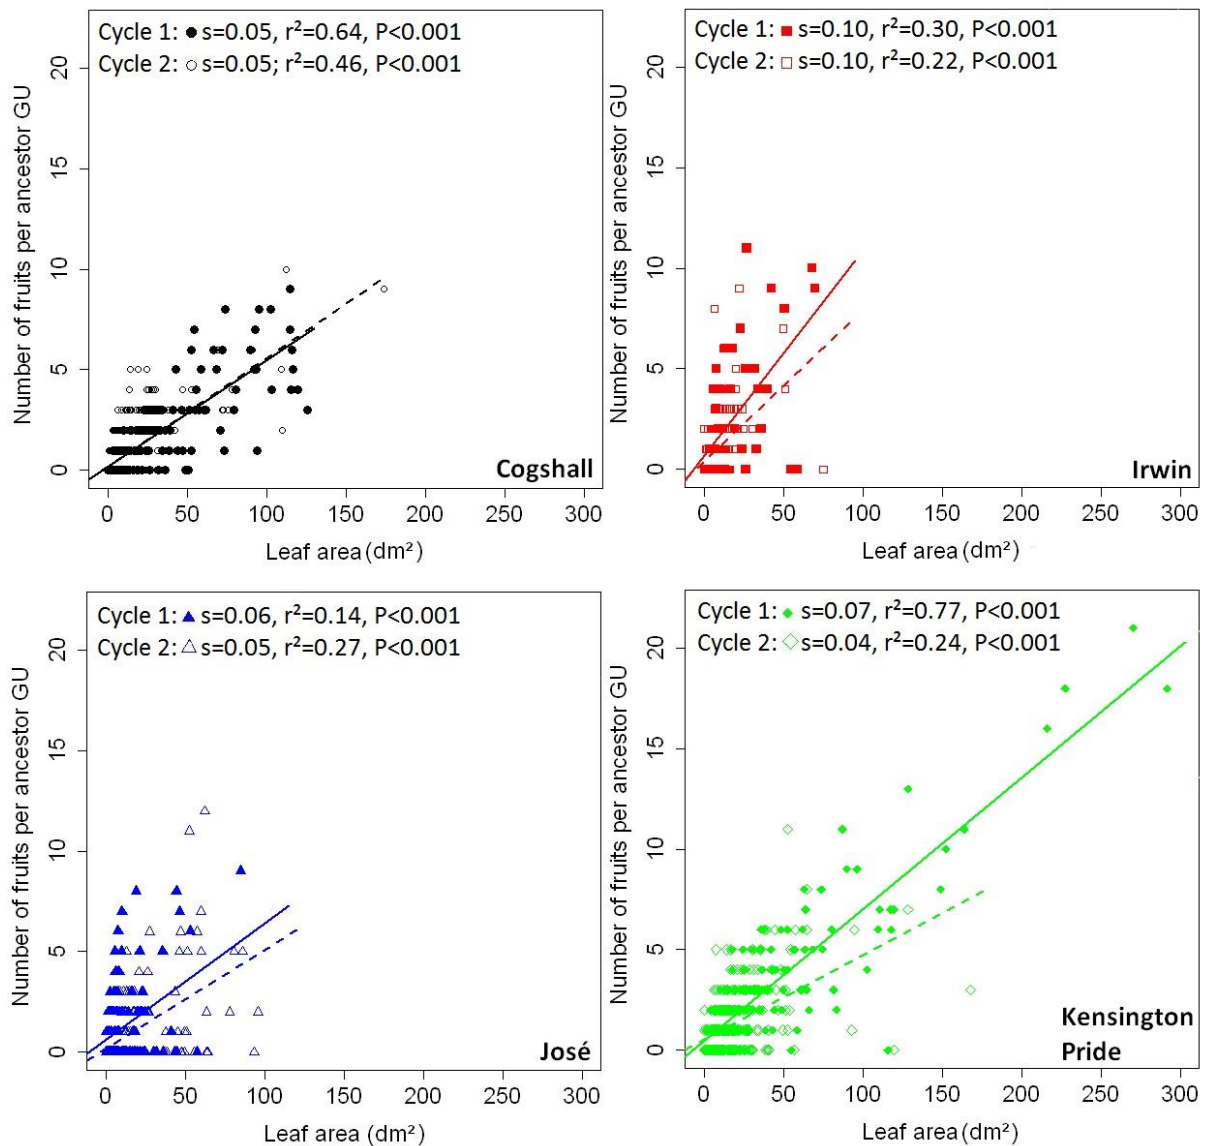 Cycle 1: s=0.05, r²=0.64, P<0.001
Cycle 2: s=0.05; r²=0.46, P<0.001
20
15
10
5
0
Number of fruits per ancestor GU
Cogshall
0 50 100 150 200 250 300
Leaf area (dm²)
Cycle 1: s=0.10, r²=0.30, P<0.001
Cycle 2: s=0.10, r²=0.22, P<0.001
20
15
10
5
0
Number of fruits per ancestor GU
Irwin
0 50 100 150 200 250 300
Leaf area (dm²)
Cycle 1: s=0.06, r²=0.14, P<0.001
Cycle 2: s=0.05, r²=0.27, P<0.001
20
15
10
5
0
Number of fruits per ancestor GU
José
0 50 100 150 200 250 300
Leaf area (dm²)
Cycle 1: s=0.07, r²=0.77, P<0.001
Cycle 2: s=0.04, r²=0.24, P<0.001
20
15
10
5
0
Number of fruits per ancestor GU
Kensington
Pride
0 50 100 150 200 250 300
Leaf area (dm²)